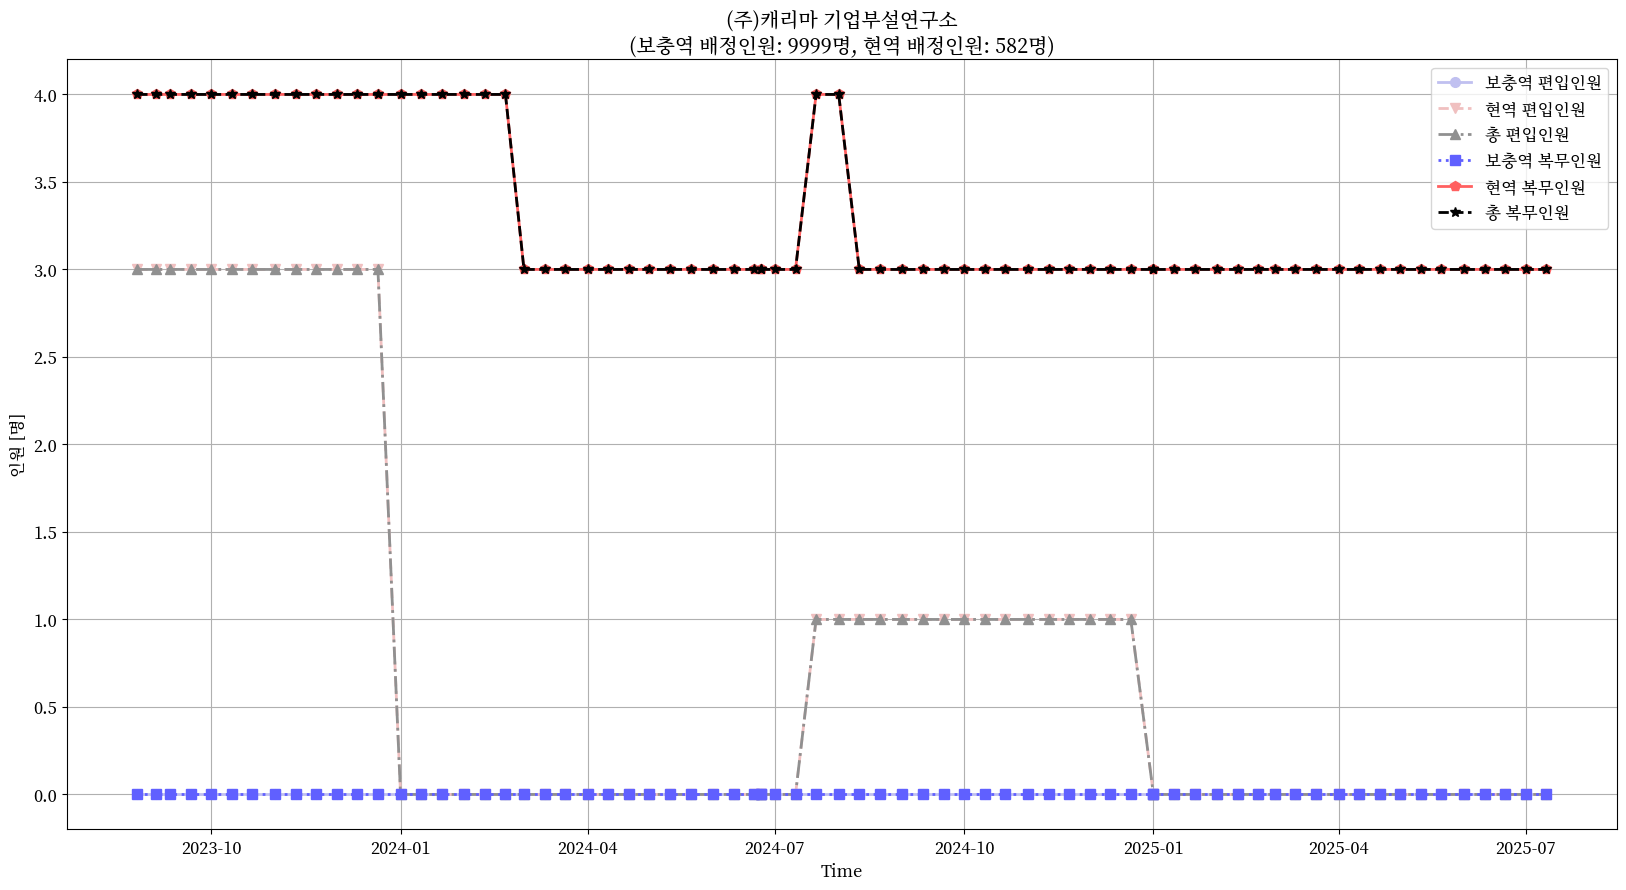 (주)캐리마 기업부설연구소
(보충역 배정인원: 9999명, 현역 배정인원: 582명)
보충역 편입인원
현역 편입인원
총 편입인원
보충역 복무인원
현역 복무인원
총 복무인원
인원 [명]
4.0
3.5
3.0
2.5
2.0
1.5
1.0
0.5
0.0
2023-10 2024-01 2024-04 2024-07 2024-10 2025-01 2025-04 2025-07
Time